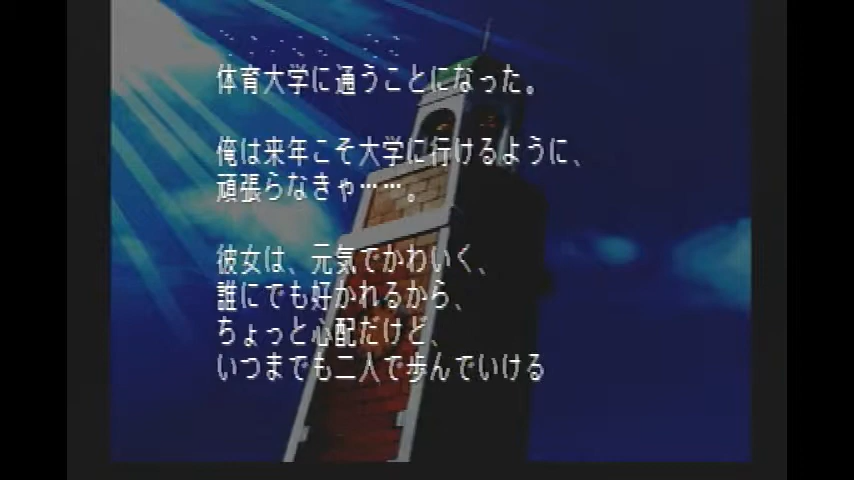 体育大学に通うことになった。
俺は来年こそ大学に行けるように、
頑張らなきゃ……。
彼女は、元気でかわいく、
誰にでも好かれるから、
ちょっと心配だけど、
いつまでも二人で歩んでいける